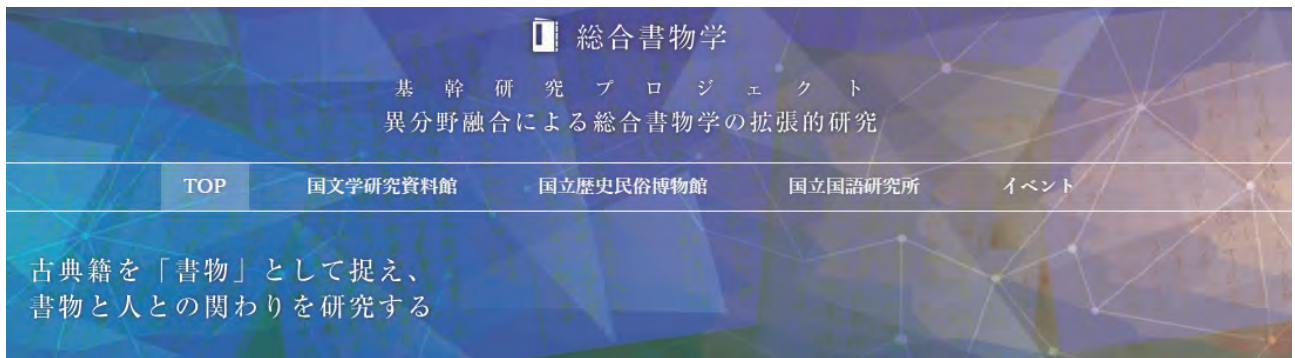 総合書物学
基幹研究プロジェクト
異分野融合による総合書物学の拡張的研究
TOP 国文学研究資料館 国立歴史民俗博物館 国立国語研究所 イベント
古典籍を「書物」として捉え、
書物と人との関わりを研究する